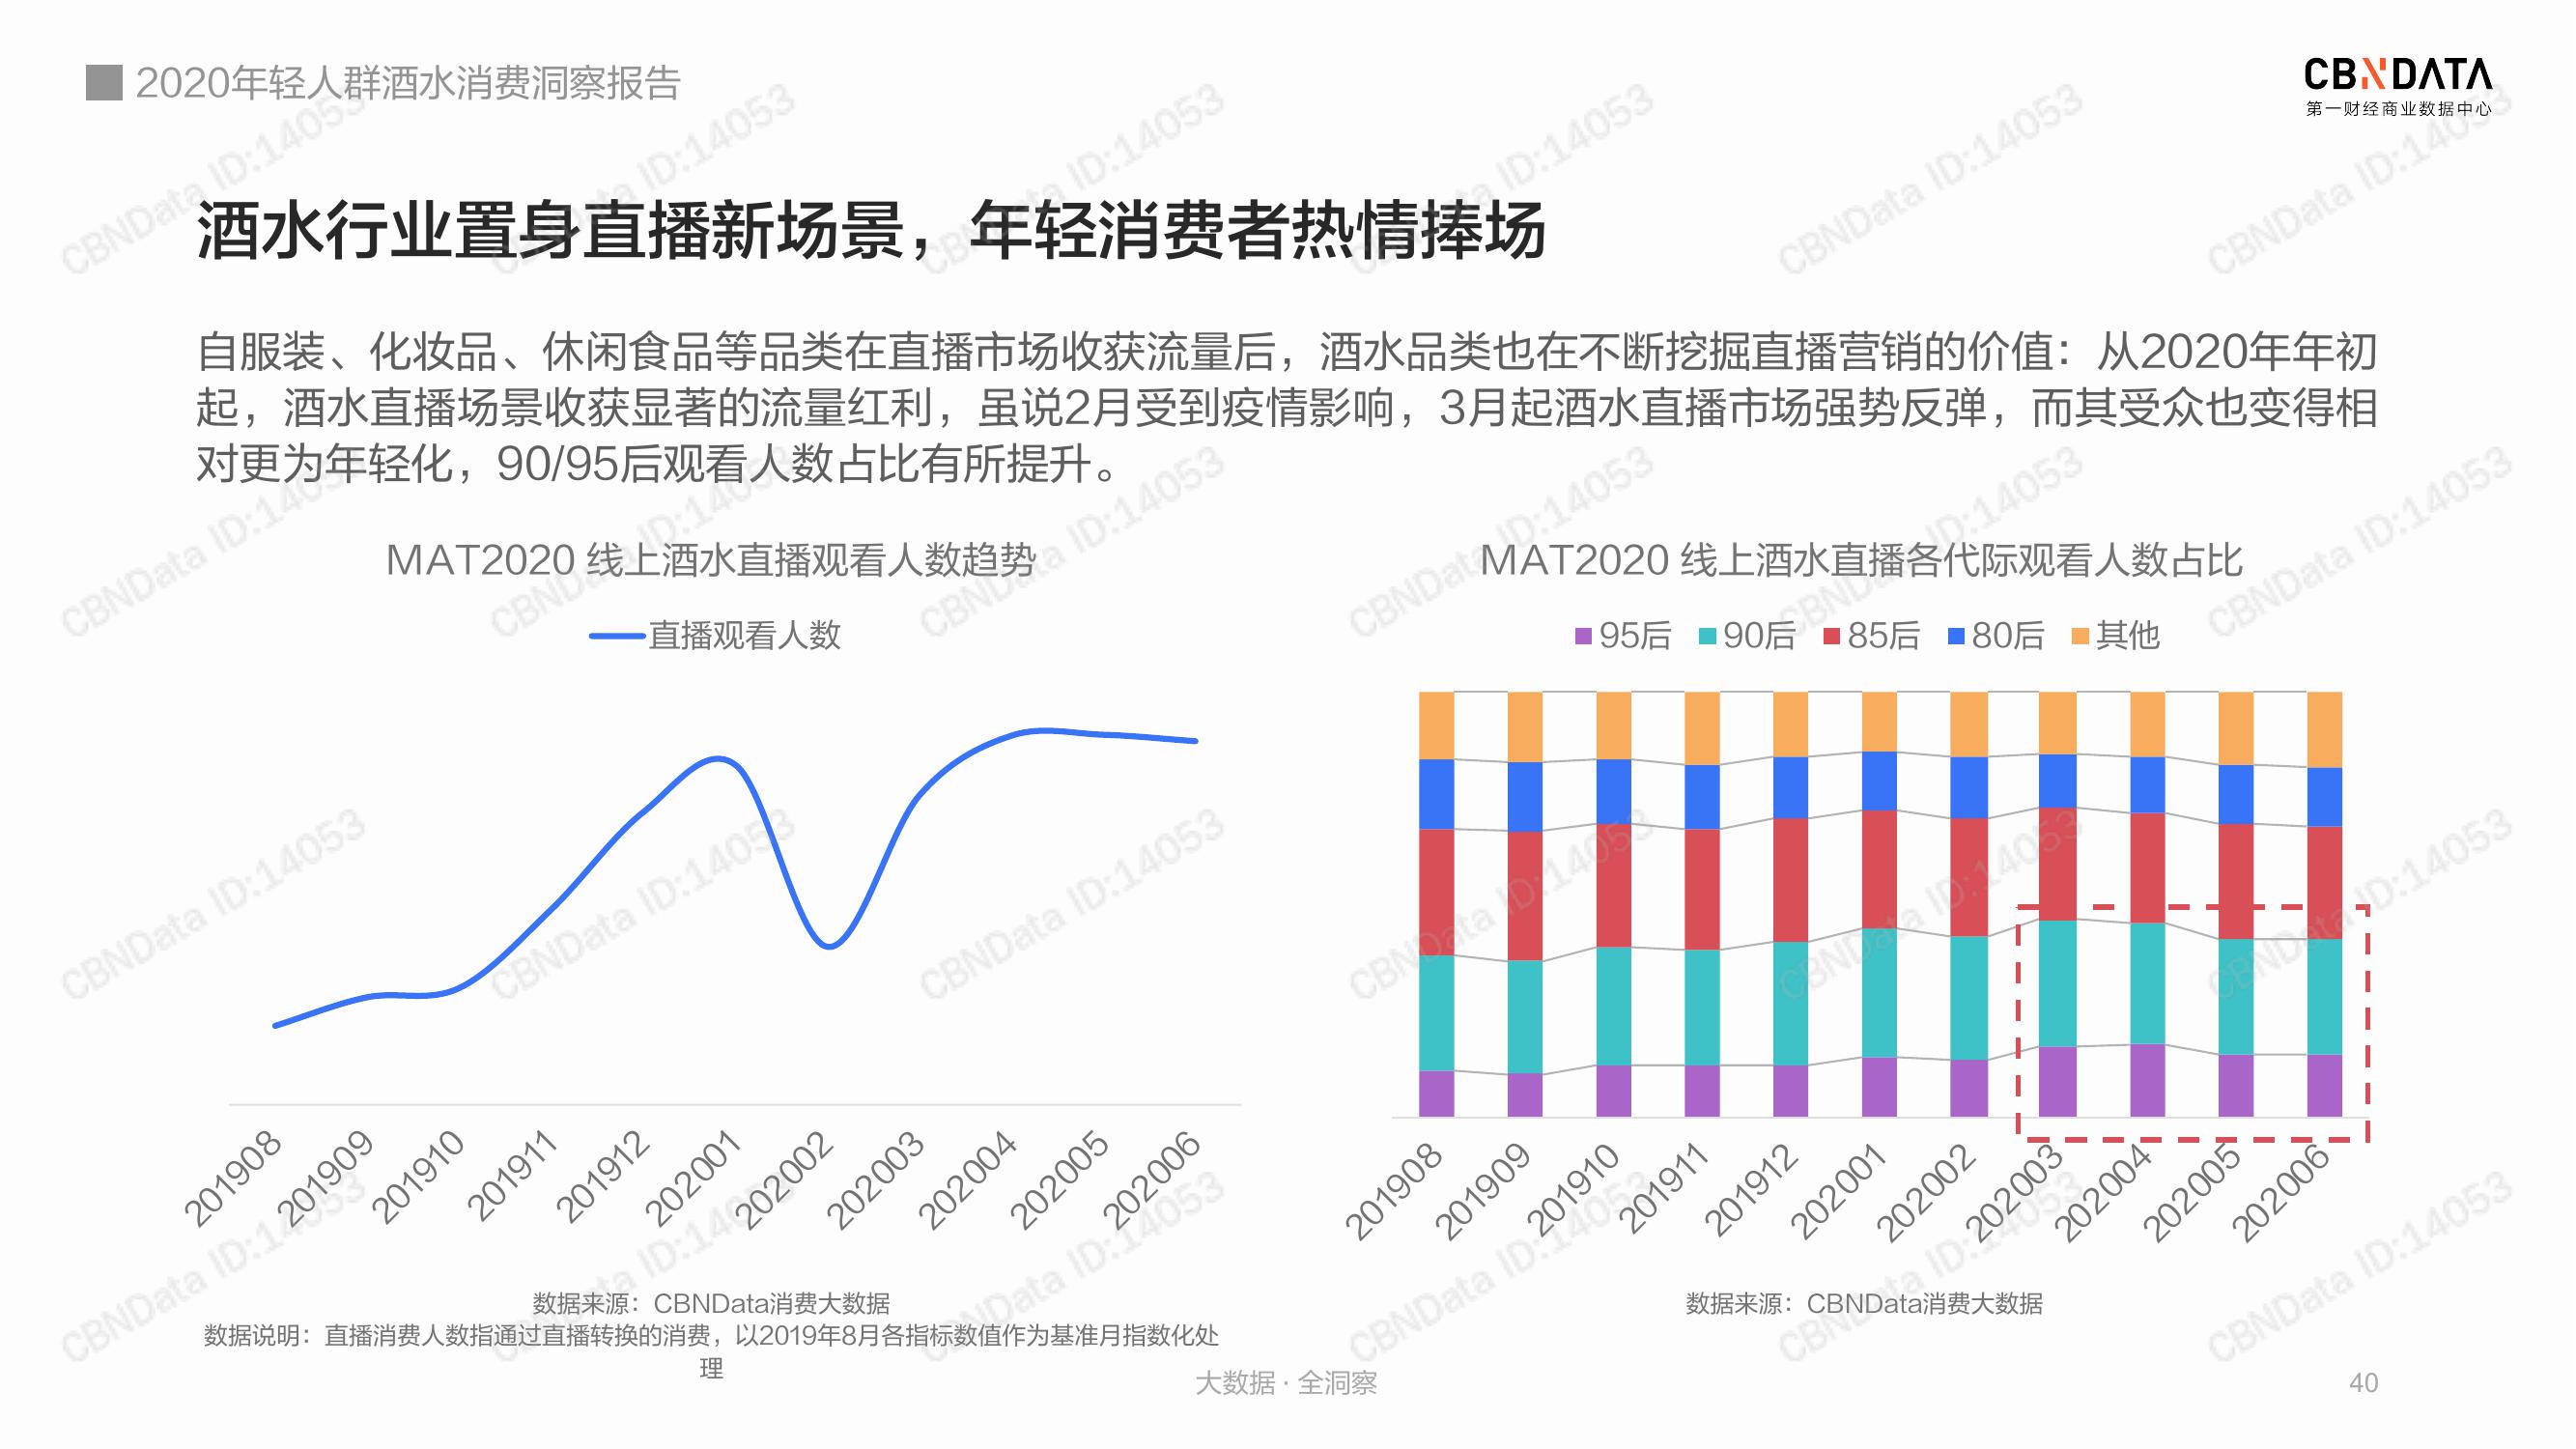 2020年轻人群酒水消费洞察报告
CBNDATA
第一财经商业数据中心
酒水行业置身直播新场景，年轻消费者热情捧场
自服装、化妆品、休闲食品等品类在直播市场收获流量后，酒水品类也在不断挖掘直播营销的价值：从2020年年初
起，酒水直播场景收获显著的流量红利，虽说2月受到疫情影响，3月起酒水直播市场强势反弹，而其受众也变得相
对更为年轻化，90/95后观看人数占比有所提升。
MAT2020 线上酒水直播观看人数趋势
直播观看人数
201908 201909 201910 201911 201912 202001 202002 202003 202004 202005 202006
数据来源：CBNData消费大数据
数据说明：直播消费人数指通过直播转换的消费，以2019年8月各指标数值作为基准月指数化处
理
MAT2020 线上酒水直播各代际观看人数占比
95后 90后 85后 80后 其他
201908 201909 201910 201911 201912 202001 202002 202003 202004 202005 202006
数据来源：CBNData消费大数据
大数据·全洞察
40
CBNData ID:14053